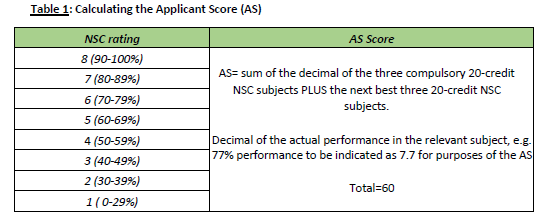 Table 1: Calculating the Applicant Score (AS)
NSC rating
AS Score
8 (90-100%)
7 (80-89%)
6 (70-79%)
5 (60-69%)
4 (50-59%)
3 (40-49%)
2 (30-39%)
1 ( 0-29%)
AS= sum of the decimal of the three compulsory 20-credit
NSC subjects PLUS the next best three 20-credit NSC
subjects.
Decimal of the actual performance in the relevant subject, e.g.
77% performance to be indicated as 7.7 for purposes of the AS
Total=60